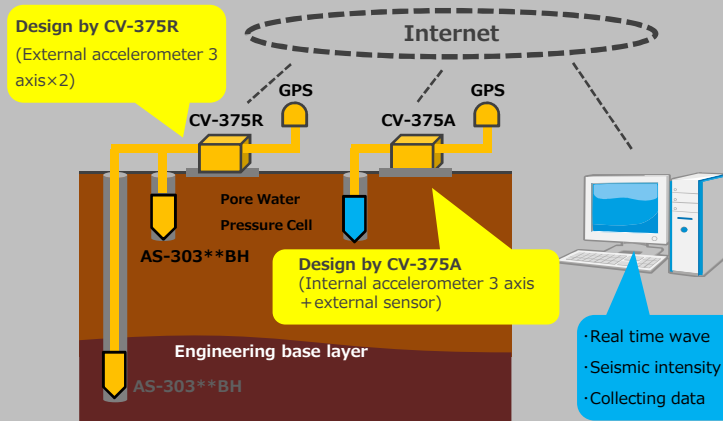 Design by CV-375R
(External accelerometer 3
axis×2)
Internet
GPS
GPS
CV-375R
CV-375A
Pore Water
Pressure Cell
AS-303**BH
Design by CV-375A
(Internal accelerometer 3 axis
+external sensor)
Engineering base layer
AS-303**BH
·Real time wave
·Seismic intensity
·Collecting data